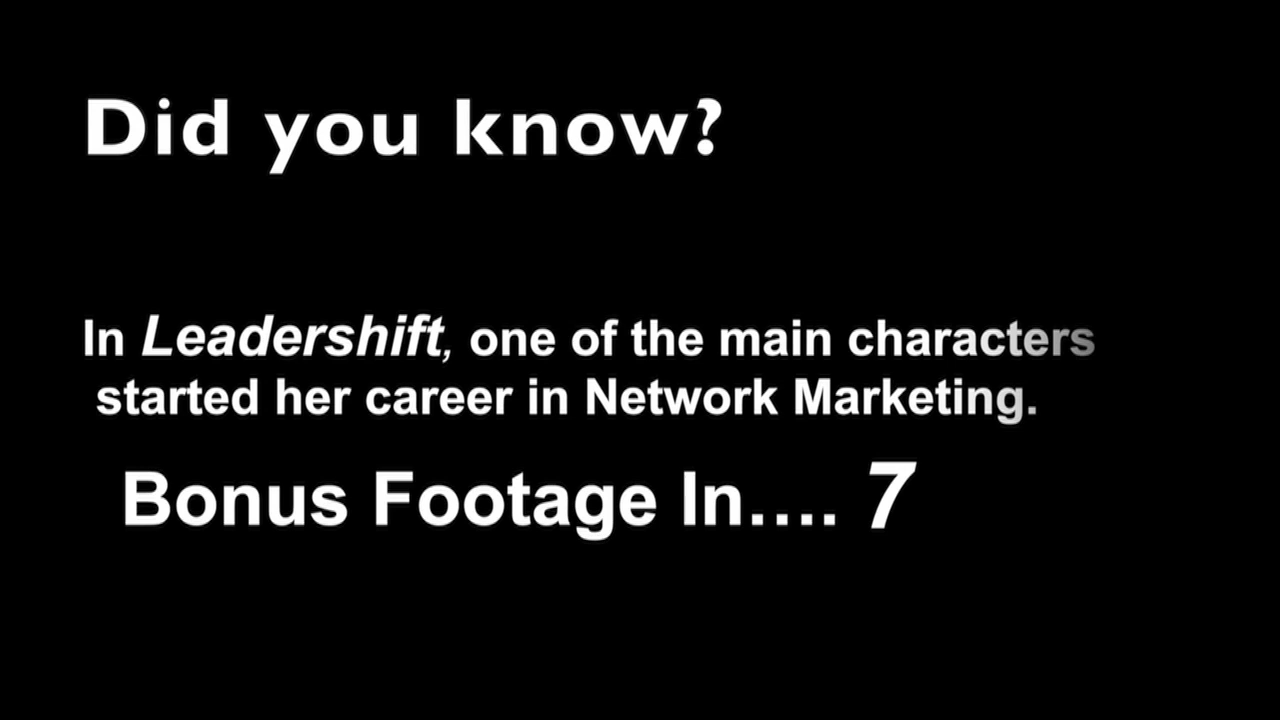 Did you know?
In Leadershift, one of the main characters
started her career in Network Marketing.
Bonus Footage In.... 7